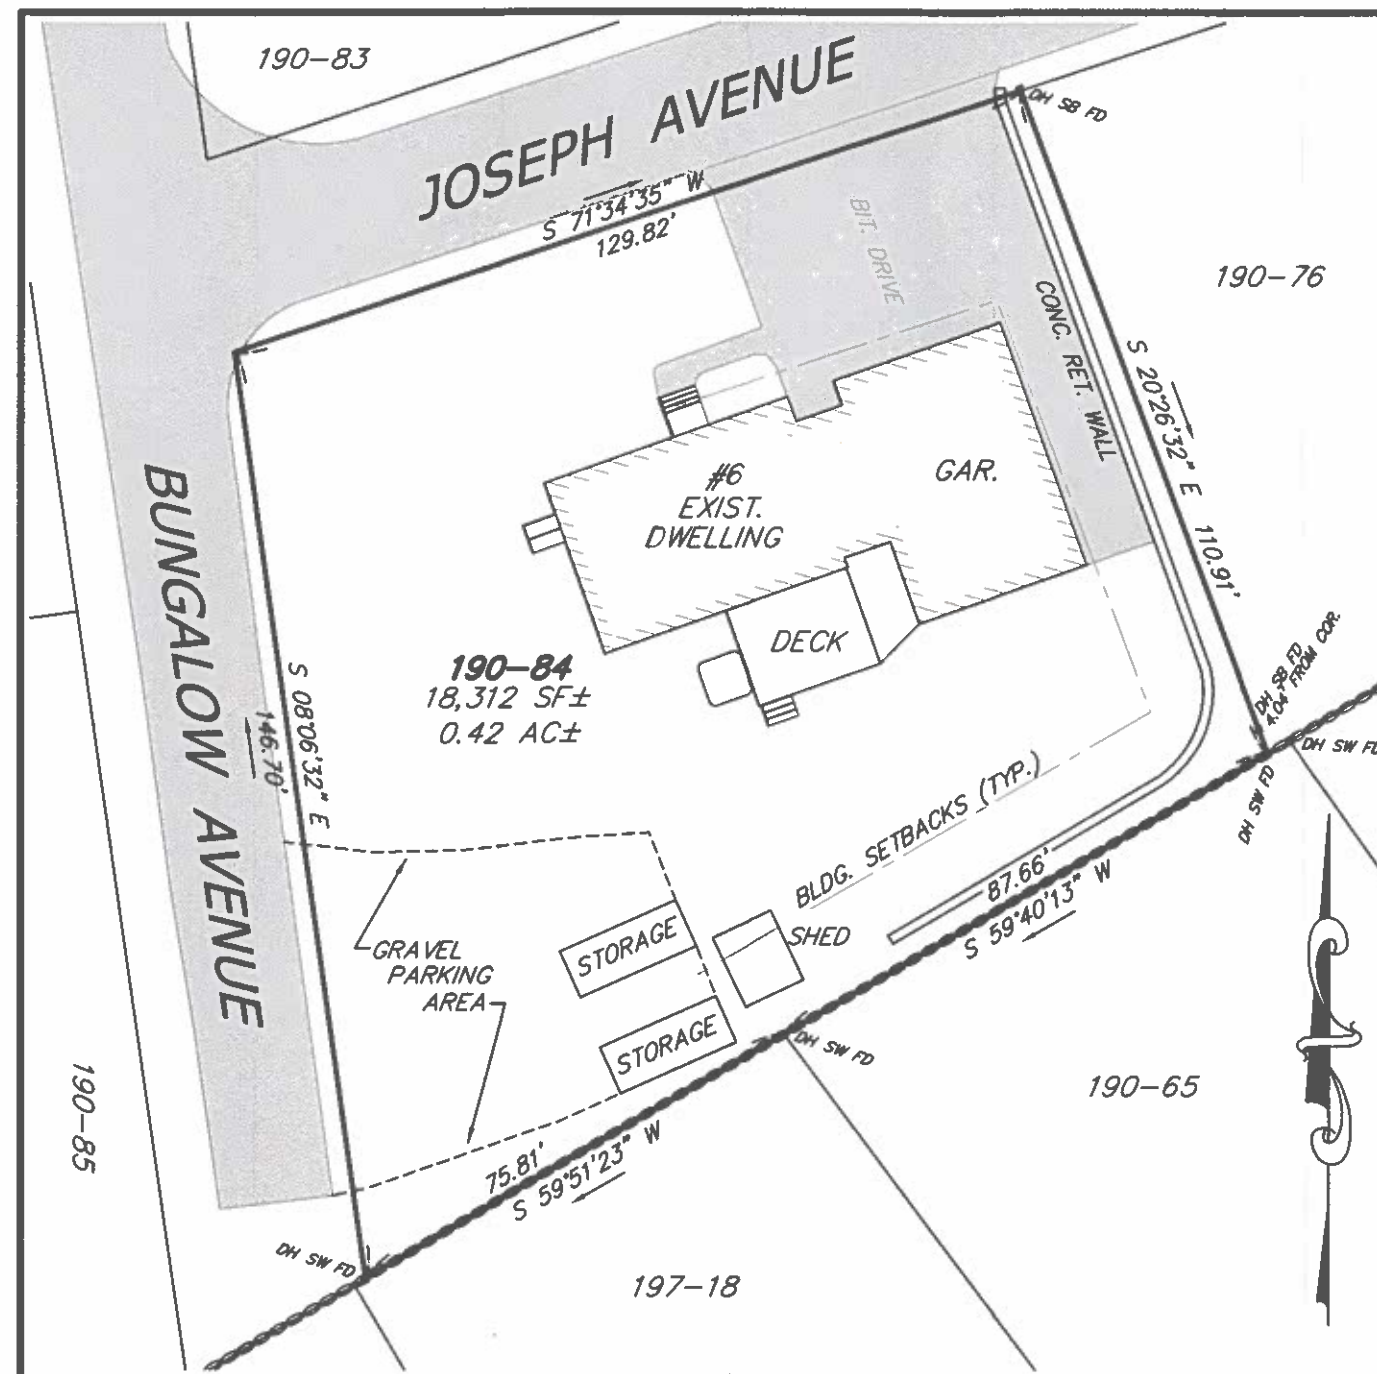 190-83
JOSEPH AVENUE
DH SB FD
S 71°34'35" W
129.82'
BIT. DRIVE
190-76
CONC. RET. WALL
S 20°26'32" E 110.91'
#6
EXIST.
DWELLING
GAR.
BUNGALOW AVENUE
DECK
190-84
18,312 SF±
0.42 AC±
S 08°06'32" E
146.70'
DH SB FD
4.04' FROM COR.
DH SW FD
DH SW FD
BLDG. SETBACKS (TYP.)
87.66'
S 59°40'13" W
SHED
STORAGE
GRAVEL
PARKING
AREA
STORAGE
DH SW FD
190-65
190-85
75.81'
S 59°51'23" W
DH SW FD
197-18